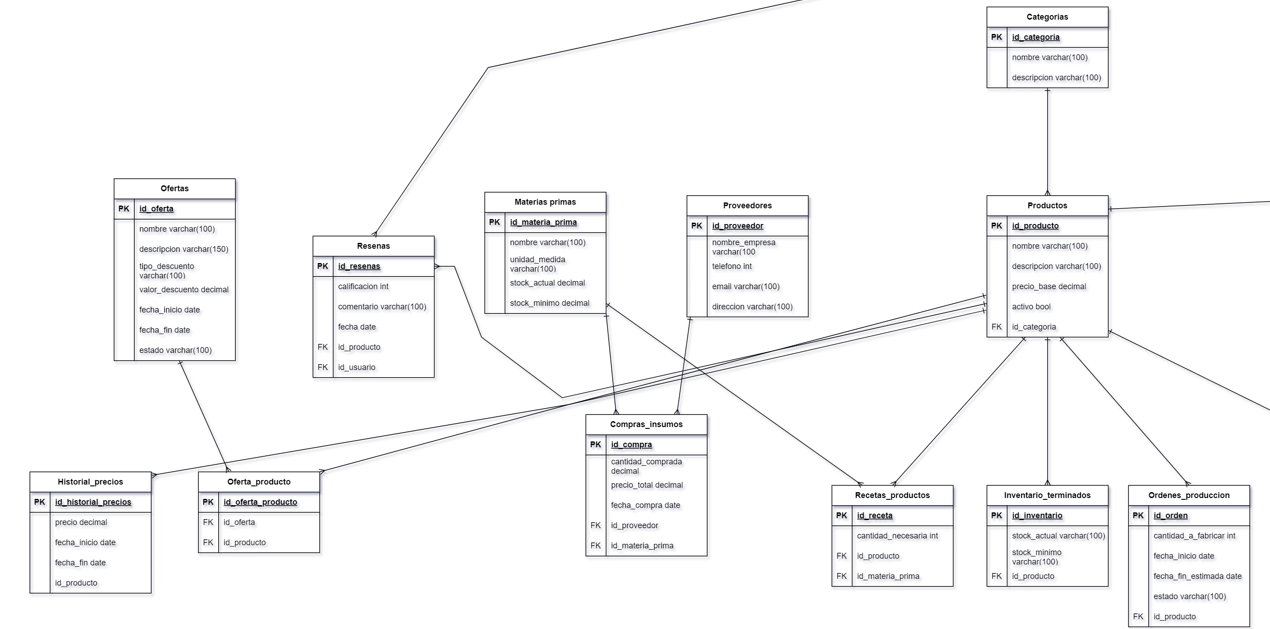 Categorias
PK id_categoria
nombre varchar(100)
descripcion varchar(100)
Ofertas
PK id_oferta
nombre varchar(100)
descripcion varchar(150)
tipo_descuento
varchar(100)
valor_descuento decimal
fecha_inicio date
fecha_fin date
estado varchar(100)
Resenas
PK id_resenas
calificacion int
comentario varchar(100)
fecha date
FK id_producto
FK id_usuario
Materias primas
PK id_materia_prima
nombre varchar(100)
unidad_medida
varchar(100)
stock_actual decimal
stock_minimo decimal
Proveedores
PK id_proveedor
nombre_empresa
varchar(100
telefono int
email varchar(100)
direccion varchar(100)
Productos
PK id_producto
nombre varchar(100)
descripcion varchar(100)
precio_base decimal
activo bool
FK id_categoria
Historial_precios
PK id_historial_precios
precio decimal
fecha_inicio date
fecha_fin date
id_producto
Oferta_producto
PK id_oferta_producto
FK id_oferta
FK id_producto
Compras_insumos
PK id_compra
cantidad_comprada
decimal
precio_total decimal
fecha_compra date
FK id_proveedor
FK id_materia_prima
Recetas_productos
PK id_receta
cantidad_necesaria int
FK id_producto
FK id_materia_prima
Inventario_terminados
PK id_inventario
stock_actual varchar(100)
stock_minimo
varchar(100)
FK id_producto
Ordenes_produccion
PK id_orden
cantidad_a_fabricar int
fecha_inicio date
fecha_fin_estimada date
estado varchar(100)
FK id_producto